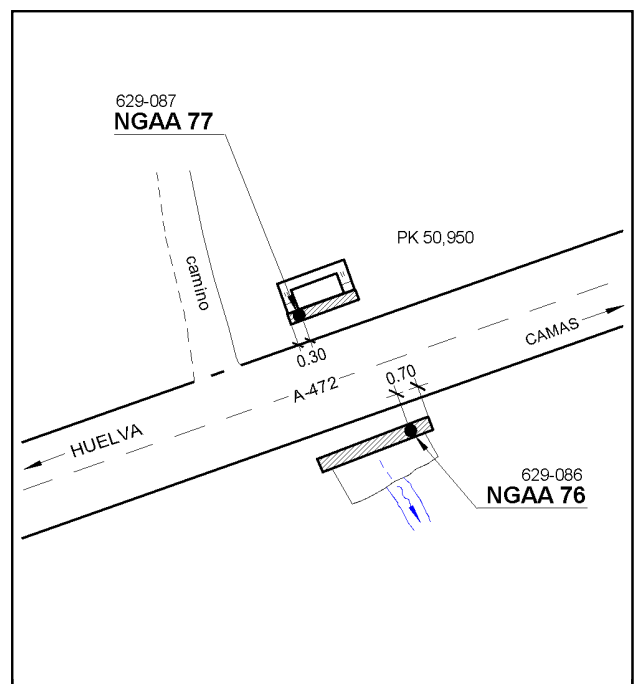 629-087
NGAA 77
camino
PK 50,950
0.30
CAMAS
0.70
A-472
HUELVA
629-086
NGAA 76